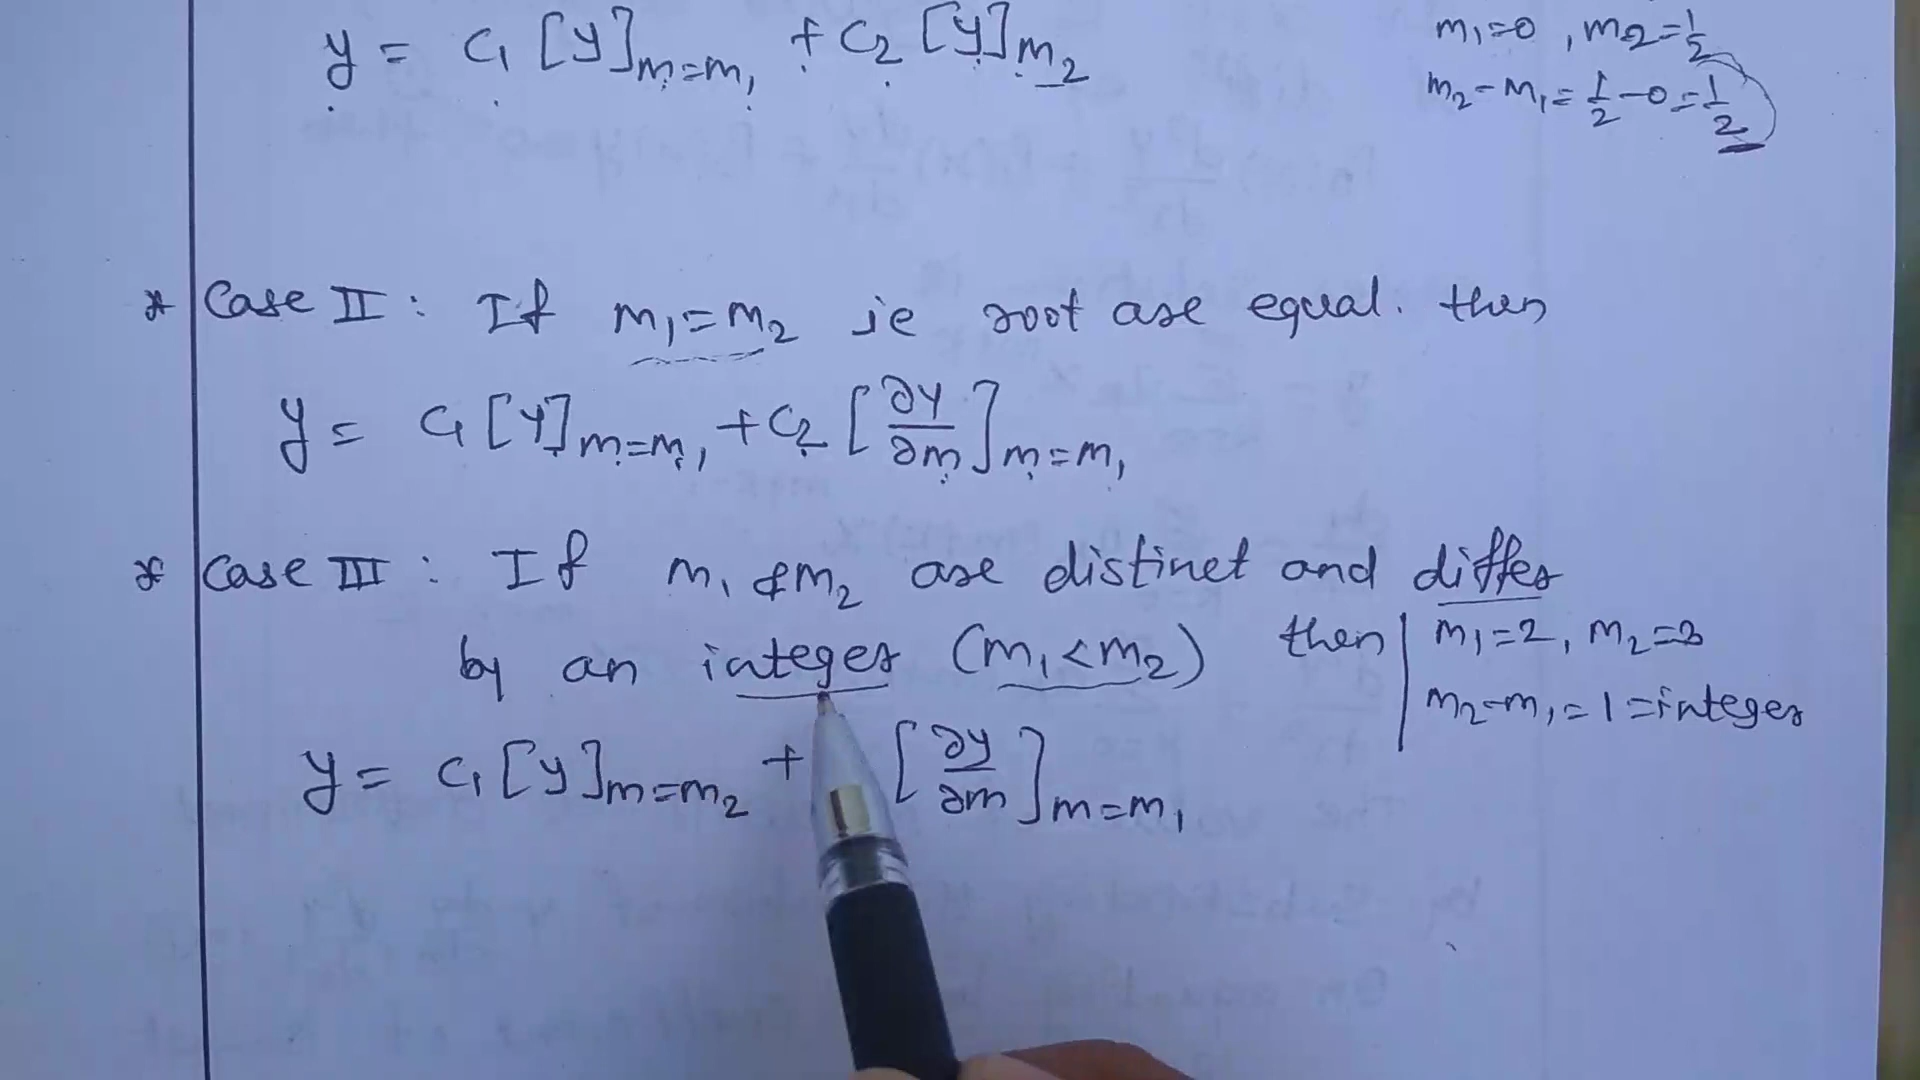 y = C₁ [y]ₘ₌ₘ₁ + C₂ [y]ₘ₂
m₁=0 , m₂=1/2
m₂-m₁=1/2-0=1/2
* Case II : If m₁=m₂ ie root are equal. then
y = C₁ [y]ₘ₌ₘ₁ + C₂ [∂y/∂m]ₘ₌ₘ₁
* Case III : If m₁ & m₂ are distinct and differ
by an integer (m₁<m₂) then
m₁=2, m₂=3
m₂-m₁=1=integer
y = C₁ [y]ₘ₌ₘ₂ + [∂y/∂m]ₘ₌ₘ₁